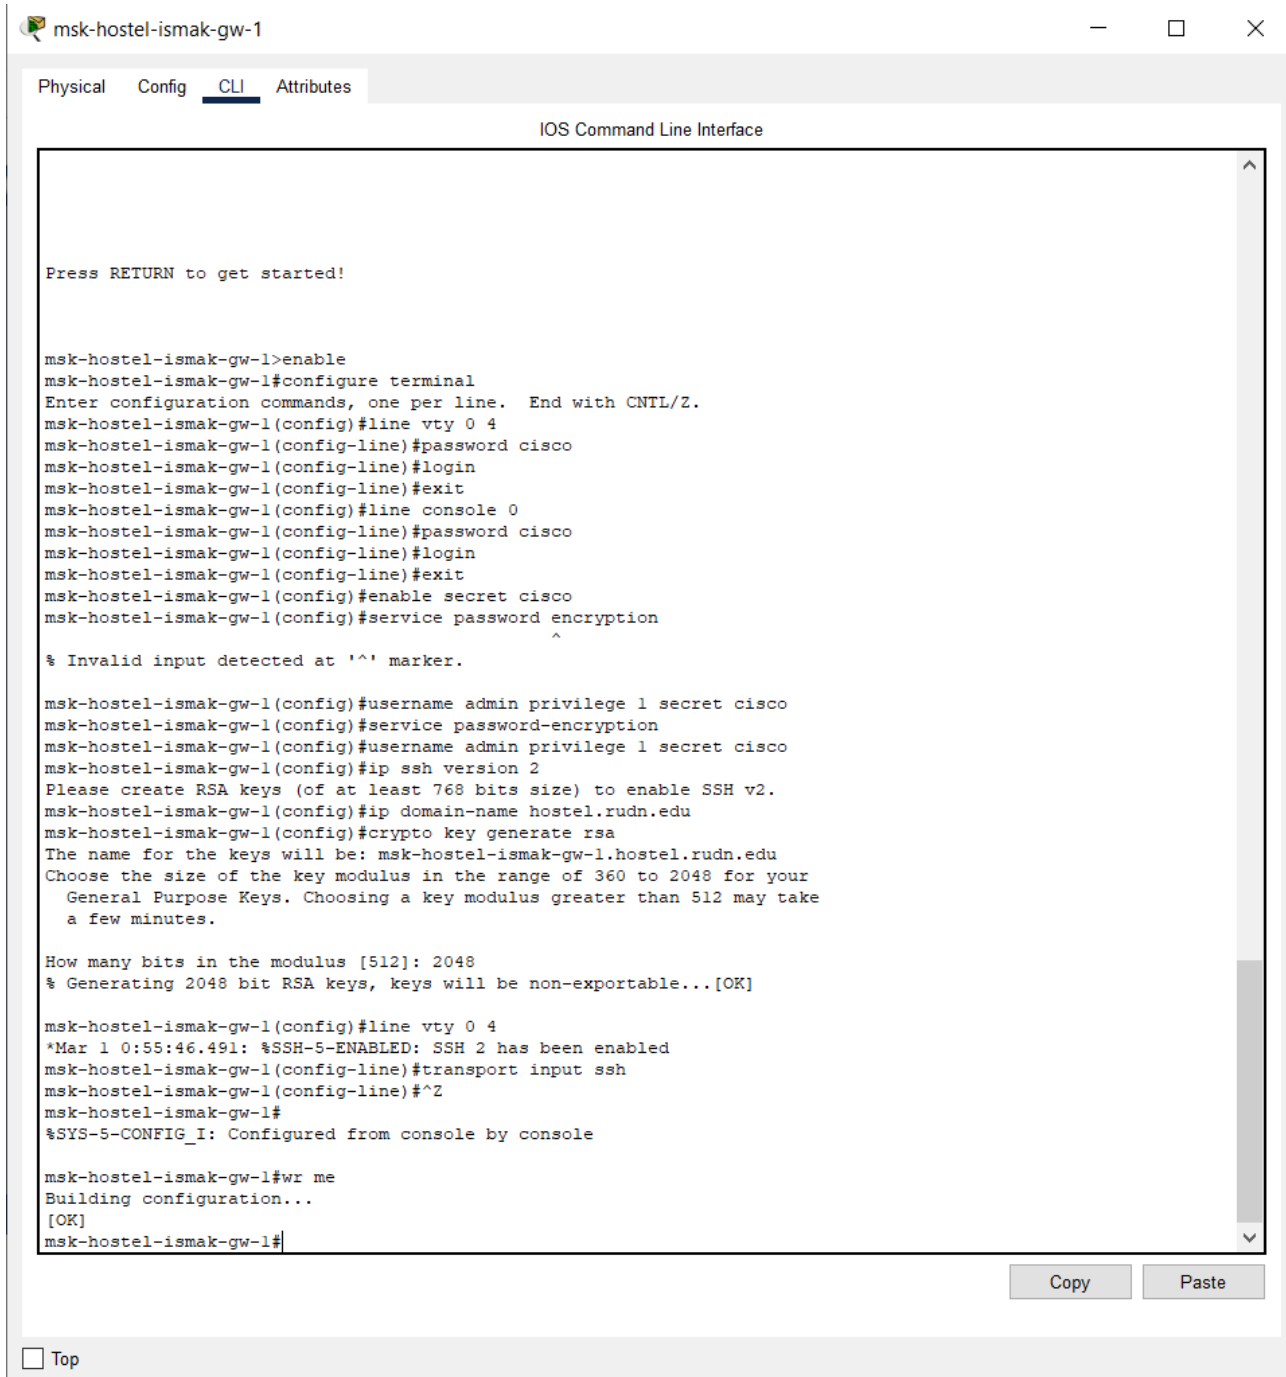 msk-hostel-ismak-gw-1
Physical Config CLI Attributes
IOS Command Line Interface
Press RETURN to get started!
msk-hostel-ismak-gw-1>enable
msk-hostel-ismak-gw-1#configure terminal
Enter configuration commands, one per line.  End with CNTL/Z.
msk-hostel-ismak-gw-1(config)#line vty 0 4
msk-hostel-ismak-gw-1(config-line)#password cisco
msk-hostel-ismak-gw-1(config-line)#login
msk-hostel-ismak-gw-1(config-line)#exit
msk-hostel-ismak-gw-1(config)#line console 0
msk-hostel-ismak-gw-1(config-line)#password cisco
msk-hostel-ismak-gw-1(config-line)#login
msk-hostel-ismak-gw-1(config-line)#exit
msk-hostel-ismak-gw-1(config)#enable secret cisco
msk-hostel-ismak-gw-1(config)#service password encryption
^
% Invalid input detected at '^' marker.
msk-hostel-ismak-gw-1(config)#username admin privilege 1 secret cisco
msk-hostel-ismak-gw-1(config)#service password-encryption
msk-hostel-ismak-gw-1(config)#username admin privilege 1 secret cisco
msk-hostel-ismak-gw-1(config)#ip ssh version 2
Please create RSA keys (of at least 768 bits size) to enable SSH v2.
msk-hostel-ismak-gw-1(config)#ip domain-name hostel.rudn.edu
msk-hostel-ismak-gw-1(config)#crypto key generate rsa
The name for the keys will be: msk-hostel-ismak-gw-1.hostel.rudn.edu
Choose the size of the key modulus in the range of 360 to 2048 for your
General Purpose Keys. Choosing a key modulus greater than 512 may take
a few minutes.
How many bits in the modulus [512]: 2048
% Generating 2048 bit RSA keys, keys will be non-exportable...[OK]
msk-hostel-ismak-gw-1(config)#line vty 0 4
*Mar 1 0:55:46.491: %SSH-5-ENABLED: SSH 2 has been enabled
msk-hostel-ismak-gw-1(config-line)#transport input ssh
msk-hostel-ismak-gw-1(config-line)#^Z
msk-hostel-ismak-gw-1#
%SYS-5-CONFIG_I: Configured from console by console
msk-hostel-ismak-gw-1#wr me
Building configuration...
[OK]
msk-hostel-ismak-gw-1#
Copy Paste
Top